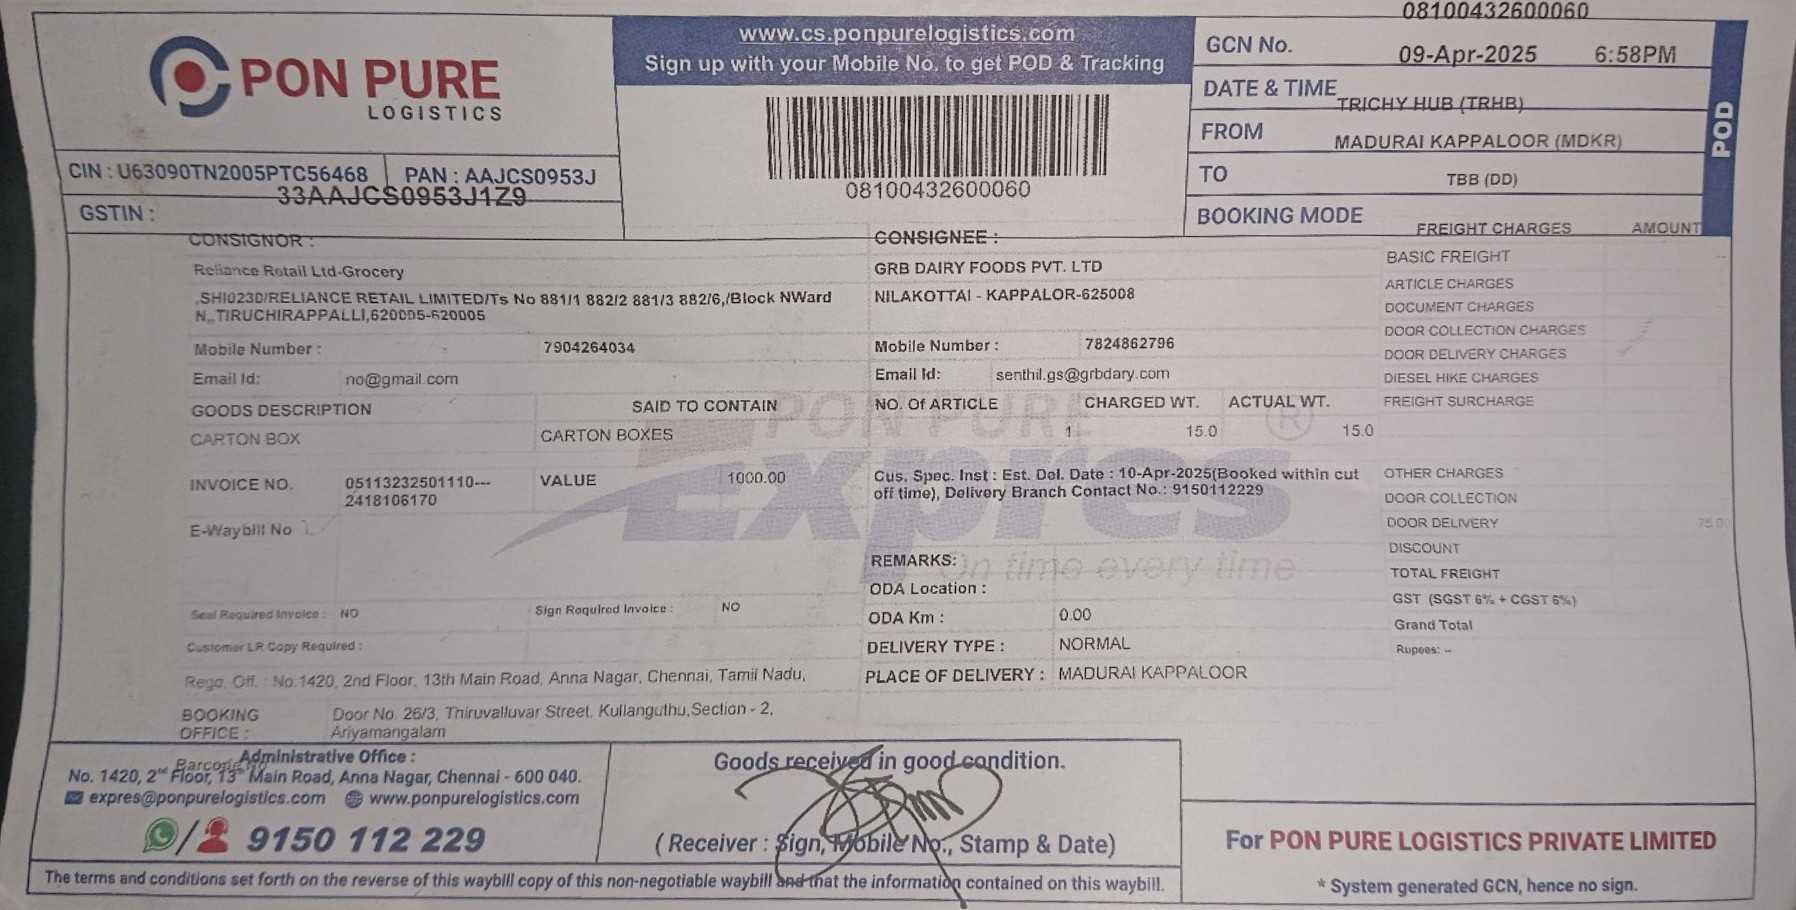 08100432600060
PON PURE
LOGISTICS
www.cs.ponpurelogistics.com
Sign up with your Mobile No. to get POD & Tracking
08100432600060
GCN No.
09-Apr-2025 6:58PM
DATE & TIME
TRICHY HUB (TRHB)
FROM
MADURAI KAPPALOOR (MDKR)
TO
TBB (DD)
BOOKING MODE
POD
CIN : U63090TN2005PTC56468 PAN : AAJCS0953J
33AAJCS0953J1Z9
GSTIN :
CONSIGNOR :
Reliance Retail Ltd-Grocery
,SHI023D/RELIANCE RETAIL LIMITED/Ts No 881/1 882/2 881/3 882/6,/Block NWard
N,,TIRUCHIRAPPALLI,620005-620005
Mobile Number : 7904264034
Email Id: no@gmail.com
CONSIGNEE :
GRB DAIRY FOODS PVT. LTD
NILAKOTTAI - KAPPALOR-625008
Mobile Number : 7824862796
Email Id: senthil.gs@grbdary.com
GOODS DESCRIPTION SAID TO CONTAIN NO. Of ARTICLE CHARGED WT. ACTUAL WT.
CARTON BOX CARTON BOXES 1 15.0 15.0
PON PURE ®
Expres
On time every time
INVOICE NO. 05113232501110---
2418106170
VALUE 1000.00
E-Waybill No
Cus. Spec. Inst : Est. Del. Date : 10-Apr-2025(Booked within cut
off time), Delivery Branch Contact No.: 9150112229
REMARKS:
ODA Location :
ODA Km : 0.00
DELIVERY TYPE : NORMAL
PLACE OF DELIVERY : MADURAI KAPPALOOR
Seal Required Invoice : NO Sign Required Invoice : NO
Customer LR Copy Required :
Rego. Off. : No.1420, 2nd Floor, 13th Main Road, Anna Nagar, Chennai, Tamil Nadu,
BOOKING
OFFICE :
Door No. 26/3, Thiruvalluvar Street, Kullanguthu,Section - 2,
Ariyamangalam
FREIGHT CHARGES AMOUNT
BASIC FREIGHT
ARTICLE CHARGES
DOCUMENT CHARGES
DOOR COLLECTION CHARGES
DOOR DELIVERY CHARGES
DIESEL HIKE CHARGES
FREIGHT SURCHARGE
OTHER CHARGES
DOOR COLLECTION
DOOR DELIVERY 75.00
DISCOUNT
TOTAL FREIGHT
GST (SGST 6% + CGST 6%)
Grand Total
Rupees: --
Administrative Office :
No. 1420, 2nd Floor, 13th Main Road, Anna Nagar, Chennai - 600 040.
expres@ponpurelogistics.com www.ponpurelogistics.com
/ 9150 112 229
Goods received in good condition.
( Receiver : Sign, Mobile No., Stamp & Date)
For PON PURE LOGISTICS PRIVATE LIMITED
* System generated GCN, hence no sign.
The terms and conditions set forth on the reverse of this waybill copy of this non-negotiable waybill and that the information contained on this waybill.